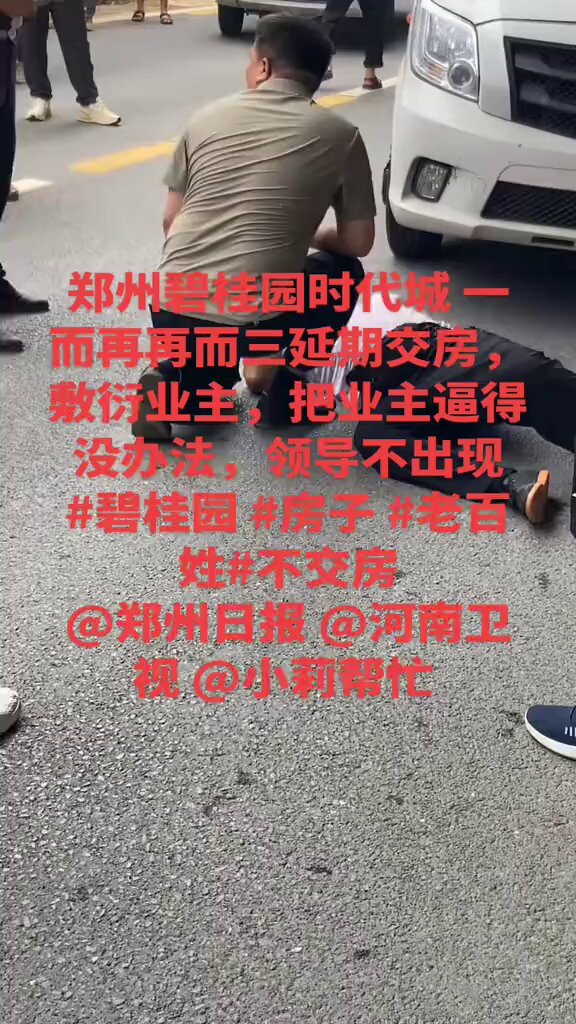 郑州碧桂园时代城 一
而再再而三延期交房，
敷衍业主，把业主逼得
没办法，领导不出现
#碧桂园 #房子 #老百
姓#不交房
@郑州日报 @河南卫
视 @小莉帮忙